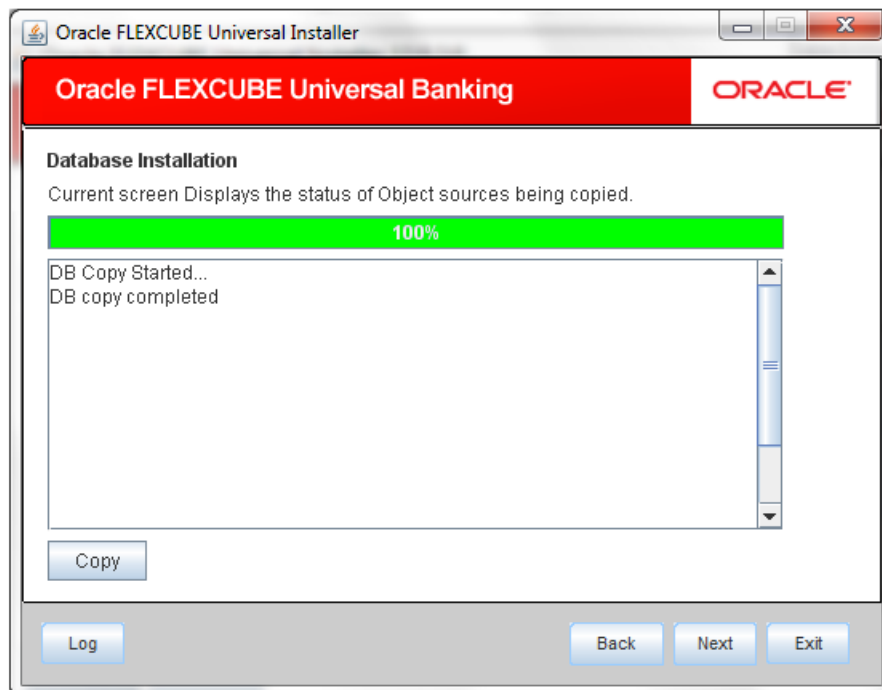 Oracle FLEXCUBE Universal Installer
Oracle FLEXCUBE Universal Banking
ORACLE
Database Installation
Current screen Displays the status of Object sources being copied.
100%
DB Copy Started...
DB copy completed
Copy
Log
Back
Next
Exit